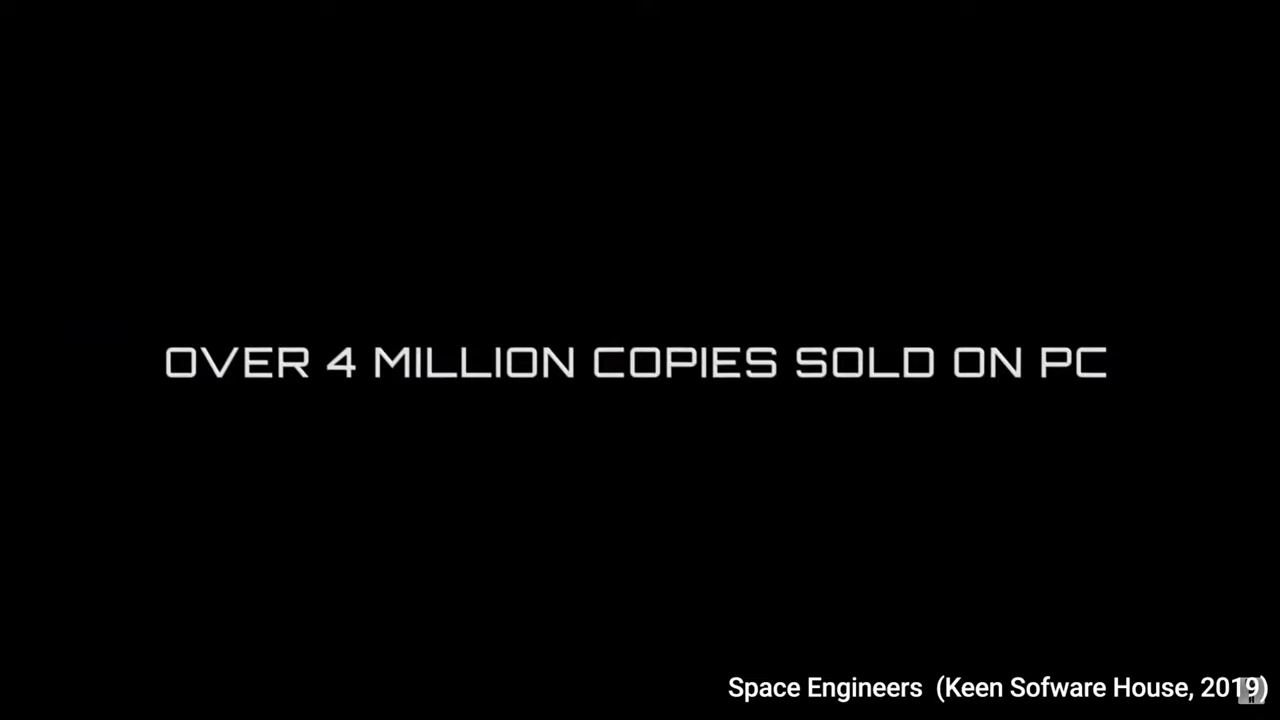 OVER 4 MILLION COPIES SOLD ON PC
Space Engineers (Keen Sofware House, 2019)